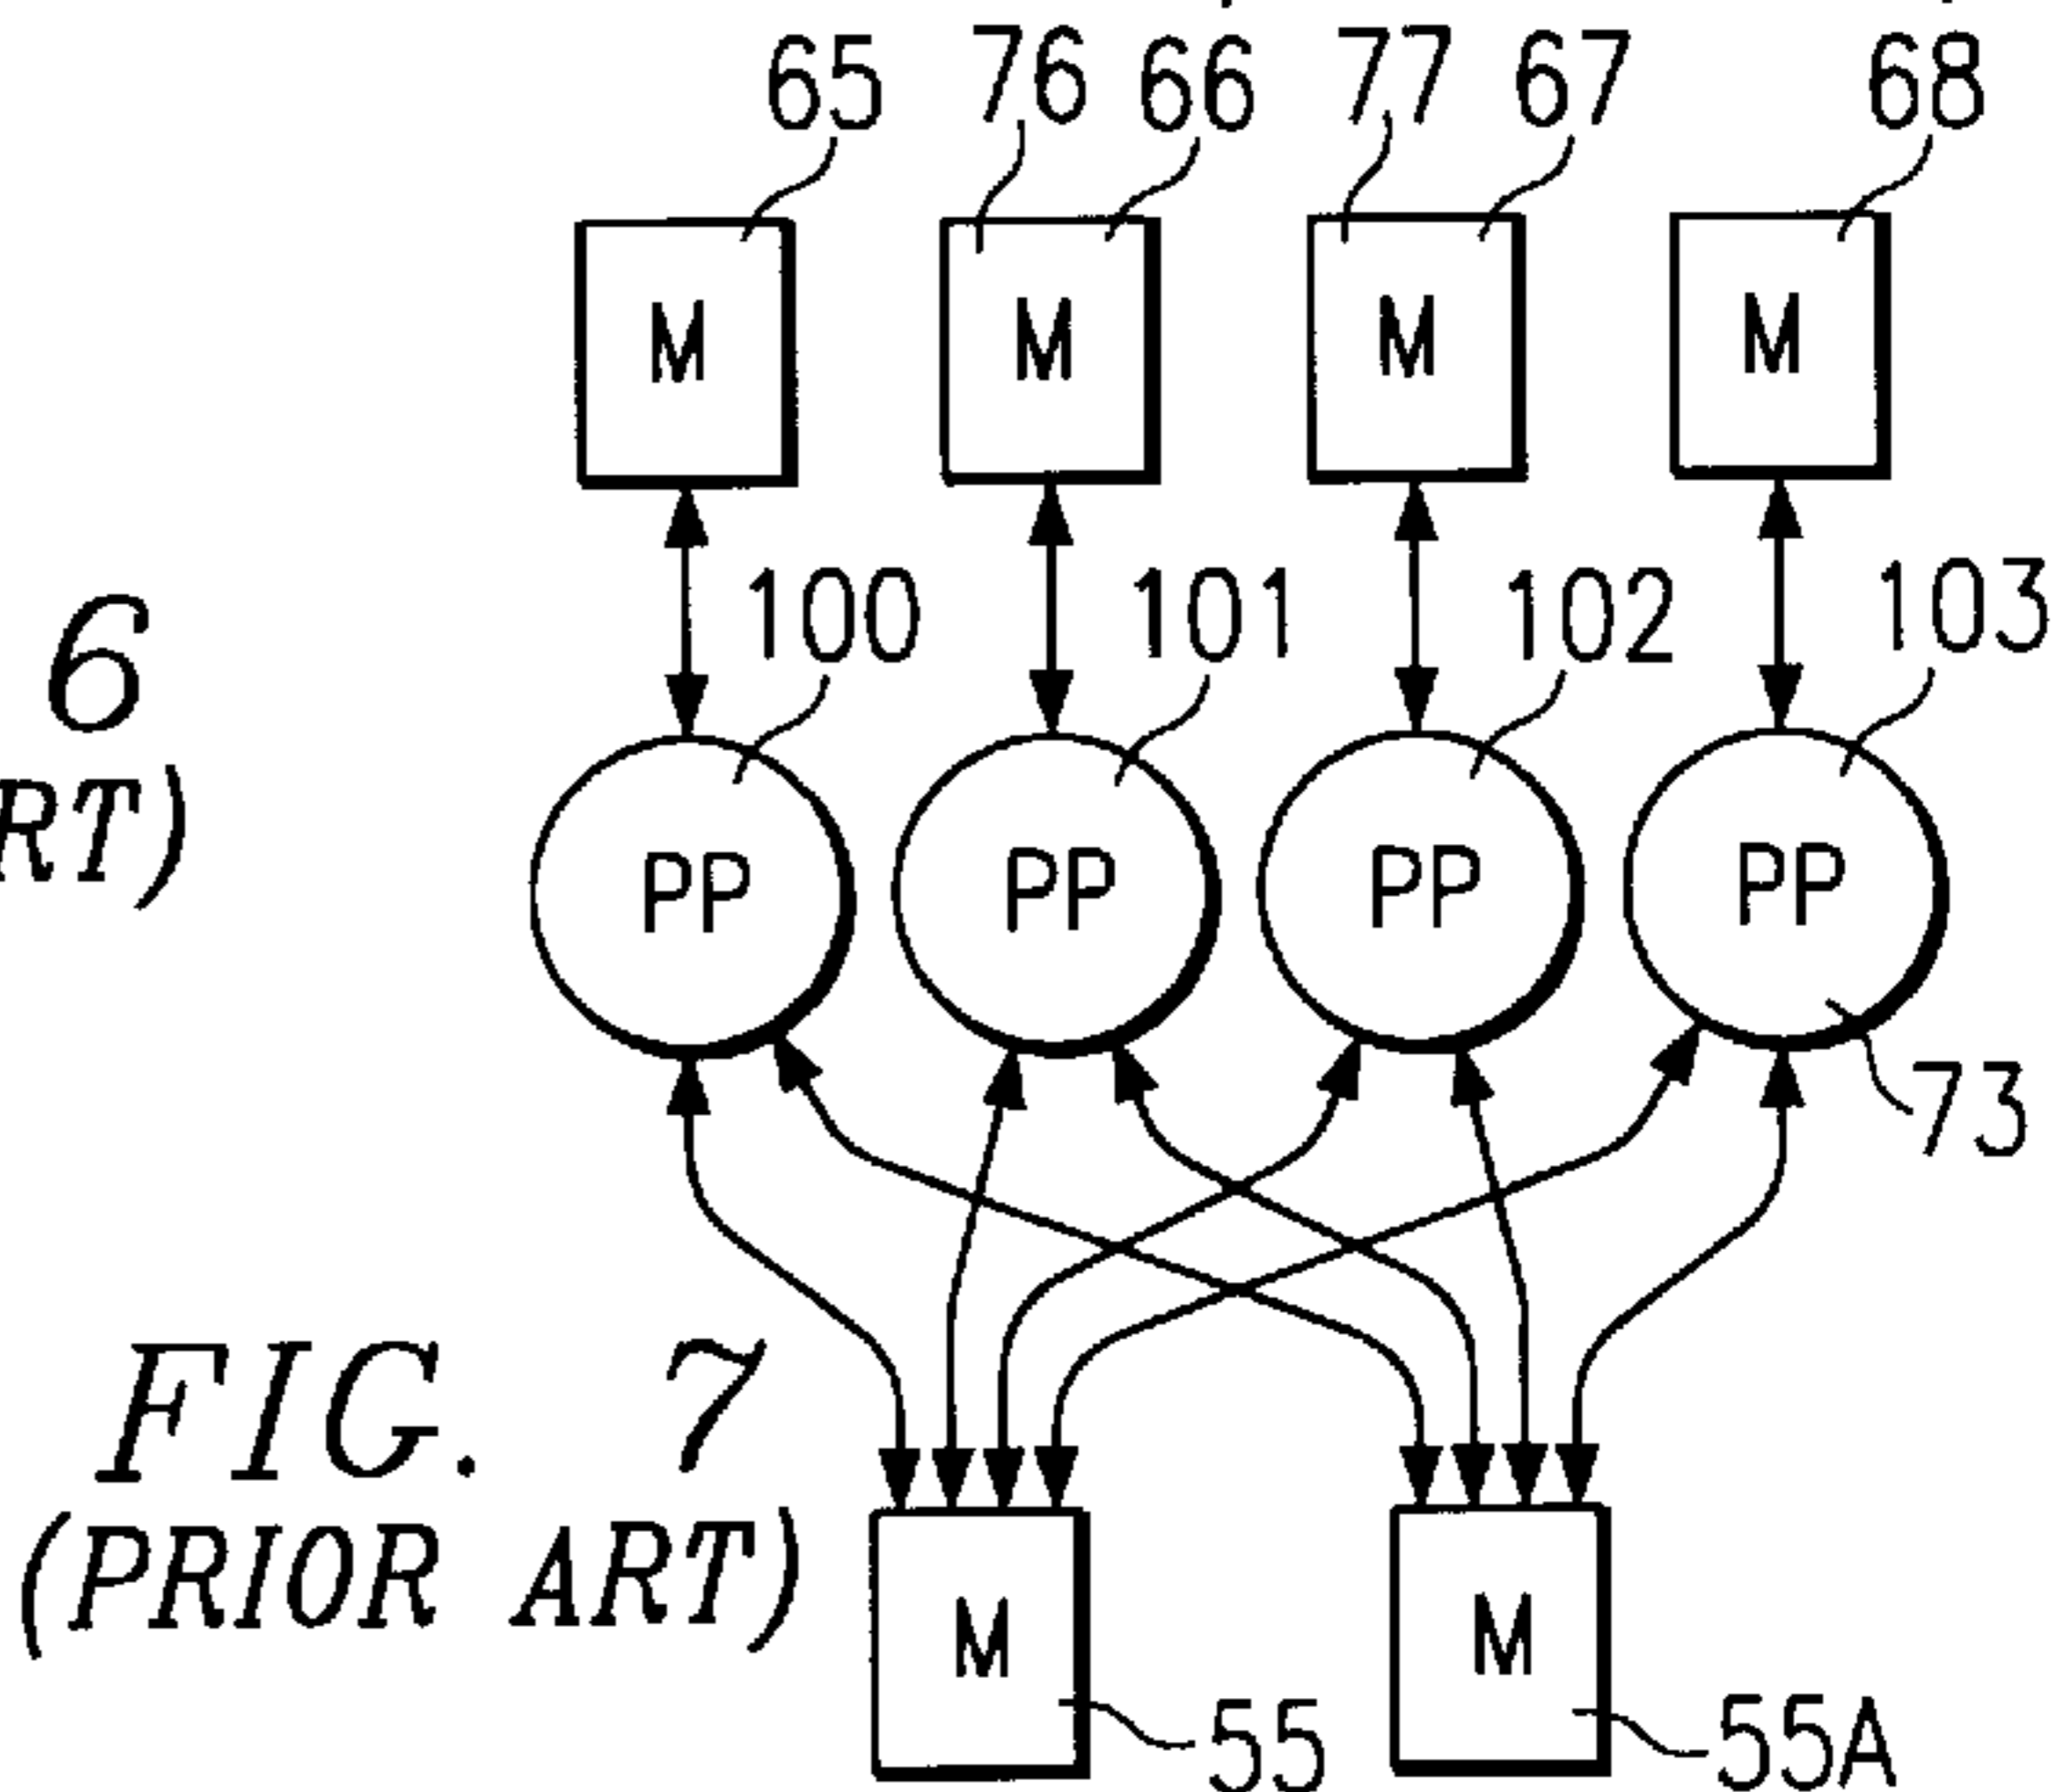 65 76 66 77 67 68
M M M M
100 101 102 103
6
RT)
PP PP PP PP
73
FIG. 7
(PRIOR ART)
M M
55 55A